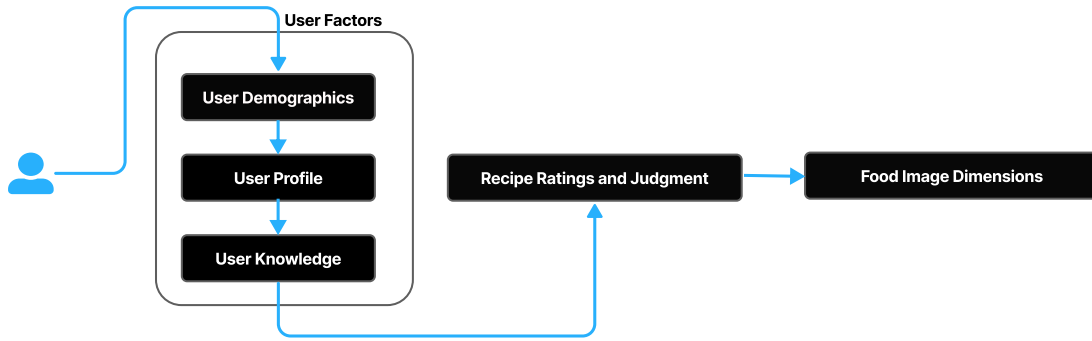 User Factors
User Demographics
User Profile
User Knowledge
Recipe Ratings and Judgment
Food Image Dimensions